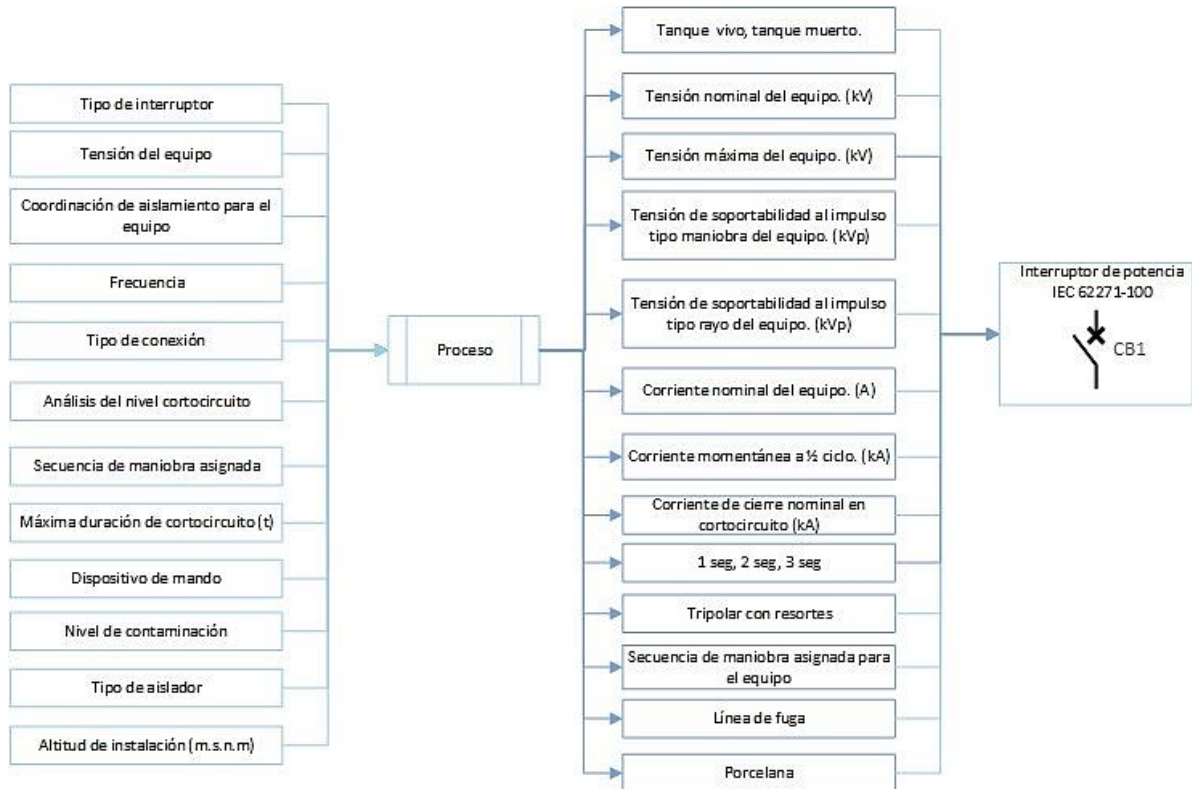 Tipo de interruptor
Tensión del equipo
Coordinación de aislamiento para el
equipo
Frecuencia
Tipo de conexión
Análisis del nivel cortocircuito
Secuencia de maniobra asignada
Máxima duración de cortocircuito (t)
Dispositivo de mando
Nivel de contaminación
Tipo de aislador
Altitud de instalación (m.s.n.m)
Proceso
Tanque vivo, tanque muerto.
Tensión nominal del equipo. (kV)
Tensión máxima del equipo. (kV)
Tensión de soportabilidad al impulso
tipo maniobra del equipo. (kVp)
Tensión de soportabilidad al impulso
tipo rayo del equipo. (kVp)
Corriente nominal del equipo. (A)
Corriente momentánea a ½ ciclo. (kA)
Corriente de cierre nominal en
cortocircuito (kA)
1 seg, 2 seg, 3 seg
Tripolar con resortes
Secuencia de maniobra asignada para
el equipo
Línea de fuga
Porcelana
Interruptor de potencia
IEC 62271-100
CB1